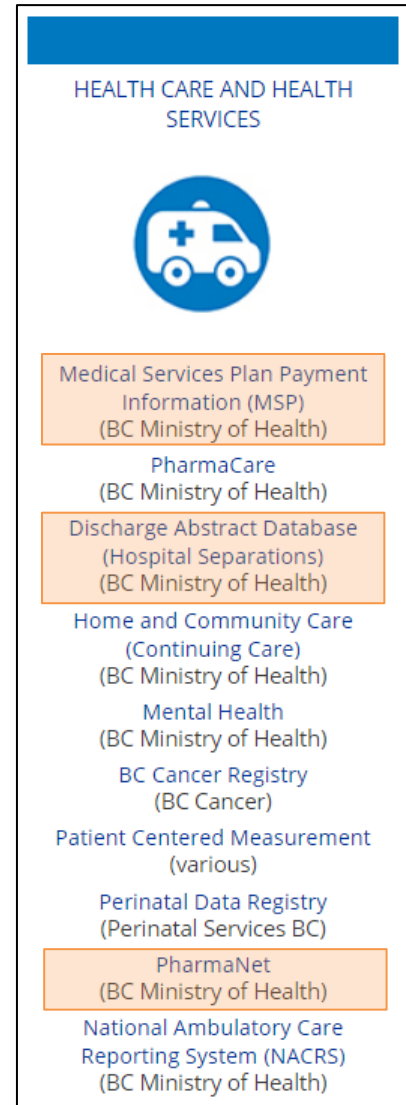 HEALTH CARE AND HEALTH
SERVICES
Medical Services Plan Payment
Information (MSP)
(BC Ministry of Health)
PharmaCare
(BC Ministry of Health)
Discharge Abstract Database
(Hospital Separations)
(BC Ministry of Health)
Home and Community Care
(Continuing Care)
(BC Ministry of Health)
Mental Health
(BC Ministry of Health)
BC Cancer Registry
(BC Cancer)
Patient Centered Measurement
(various)
Perinatal Data Registry
(Perinatal Services BC)
PharmaNet
(BC Ministry of Health)
National Ambulatory Care
Reporting System (NACRS)
(BC Ministry of Health)